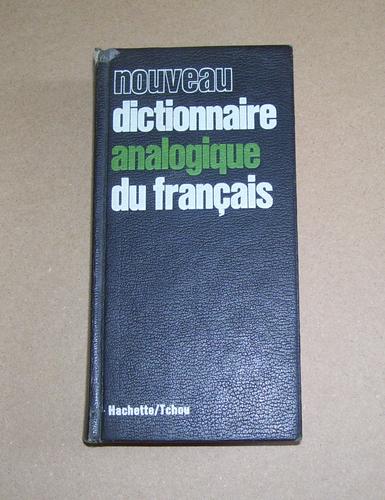 nouveau
dictionnaire
analogique
du français
Hachette/Tchou